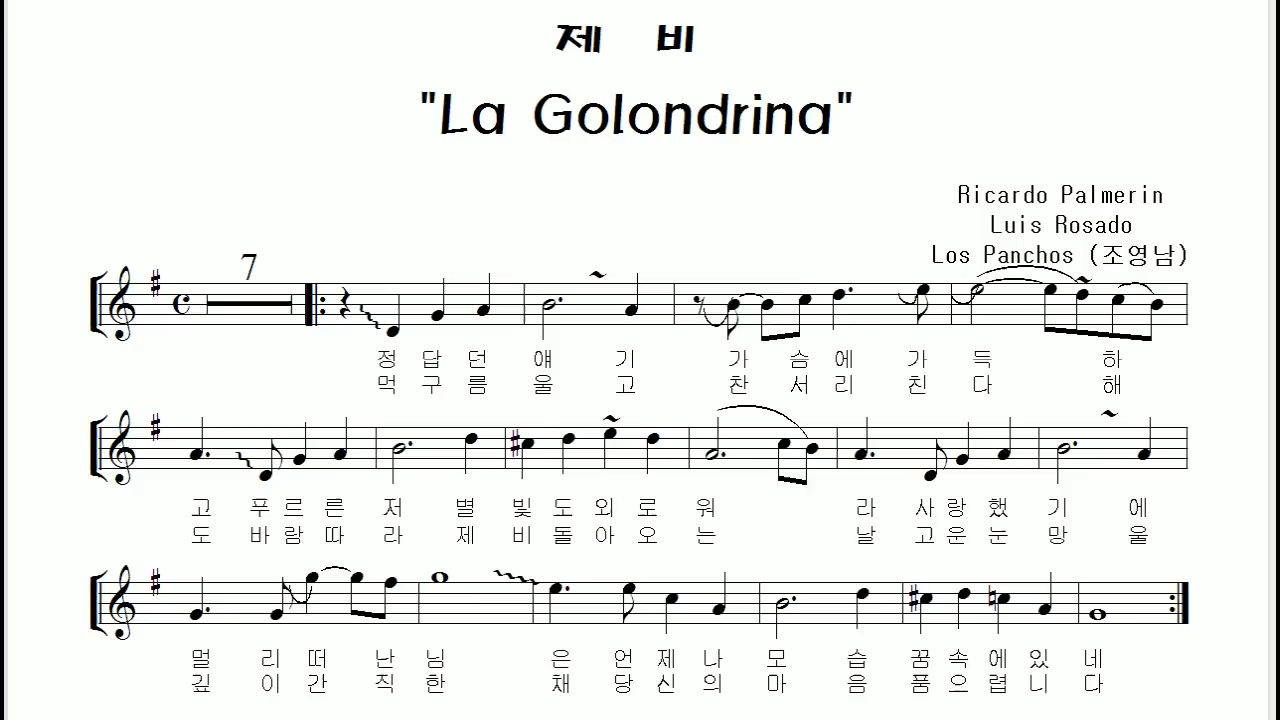 제 비
"La Golondrina"
Ricardo Palmerin
Luis Rosado
Los Panchos (조영남)
7
정 답 던 얘 기 가 슴 에 가 득 하
먹 구 름 울 고 찬 서 리 친 다 해
고 푸 르 른 저 별 빛 도 외 로 워 라 사 랑 했 기 에
도 바 람 따 라 제 비 돌 아 오 는 날 고 운 눈 망 울
멀 리 떠 난 님 은 언 제 나 모 습 꿈 속 에 있 네
깊 이 간 직 한 채 당 신 의 마 음 품 으 렵 니 다